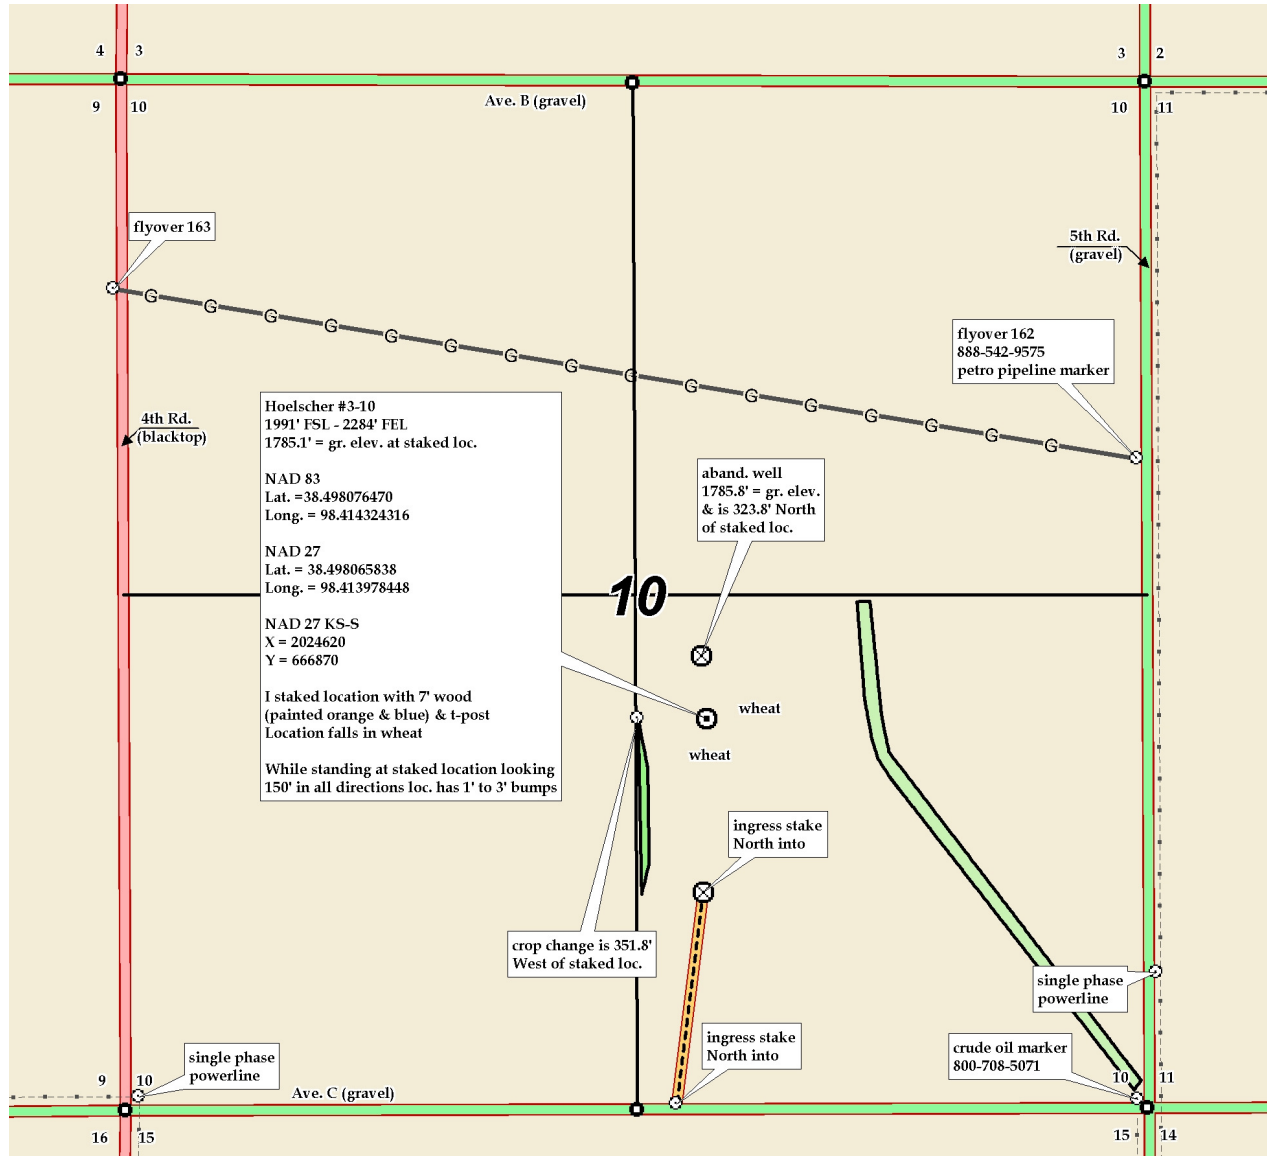 4 3
3 2
9 10
Ave. B (gravel)
10 11
flyover 163
5th Rd.
(gravel)
G G G G G G G G G G G G G G G G
flyover 162
888-542-9575
petro pipeline marker
4th Rd.
(blacktop)
Hoelscher #3-10
1991' FSL - 2284' FEL
1785.1' = gr. elev. at staked loc.
NAD 83
Lat. =38.498076470
Long. = 98.414324316
NAD 27
Lat. = 38.498065838
Long. = 98.413978448
NAD 27 KS-S
X = 2024620
Y = 666870
I staked location with 7' wood
(painted orange & blue) & t-post
Location falls in wheat
While standing at staked location looking
150' in all directions loc. has 1' to 3' bumps
aband. well
1785.8' = gr. elev.
& is 323.8' North
of staked loc.
10
wheat
wheat
ingress stake
North into
crop change is 351.8'
West of staked loc.
single phase
powerline
ingress stake
North into
crude oil marker
800-708-5071
single phase
powerline
9 10
Ave. C (gravel)
10 11
16 15
15 14